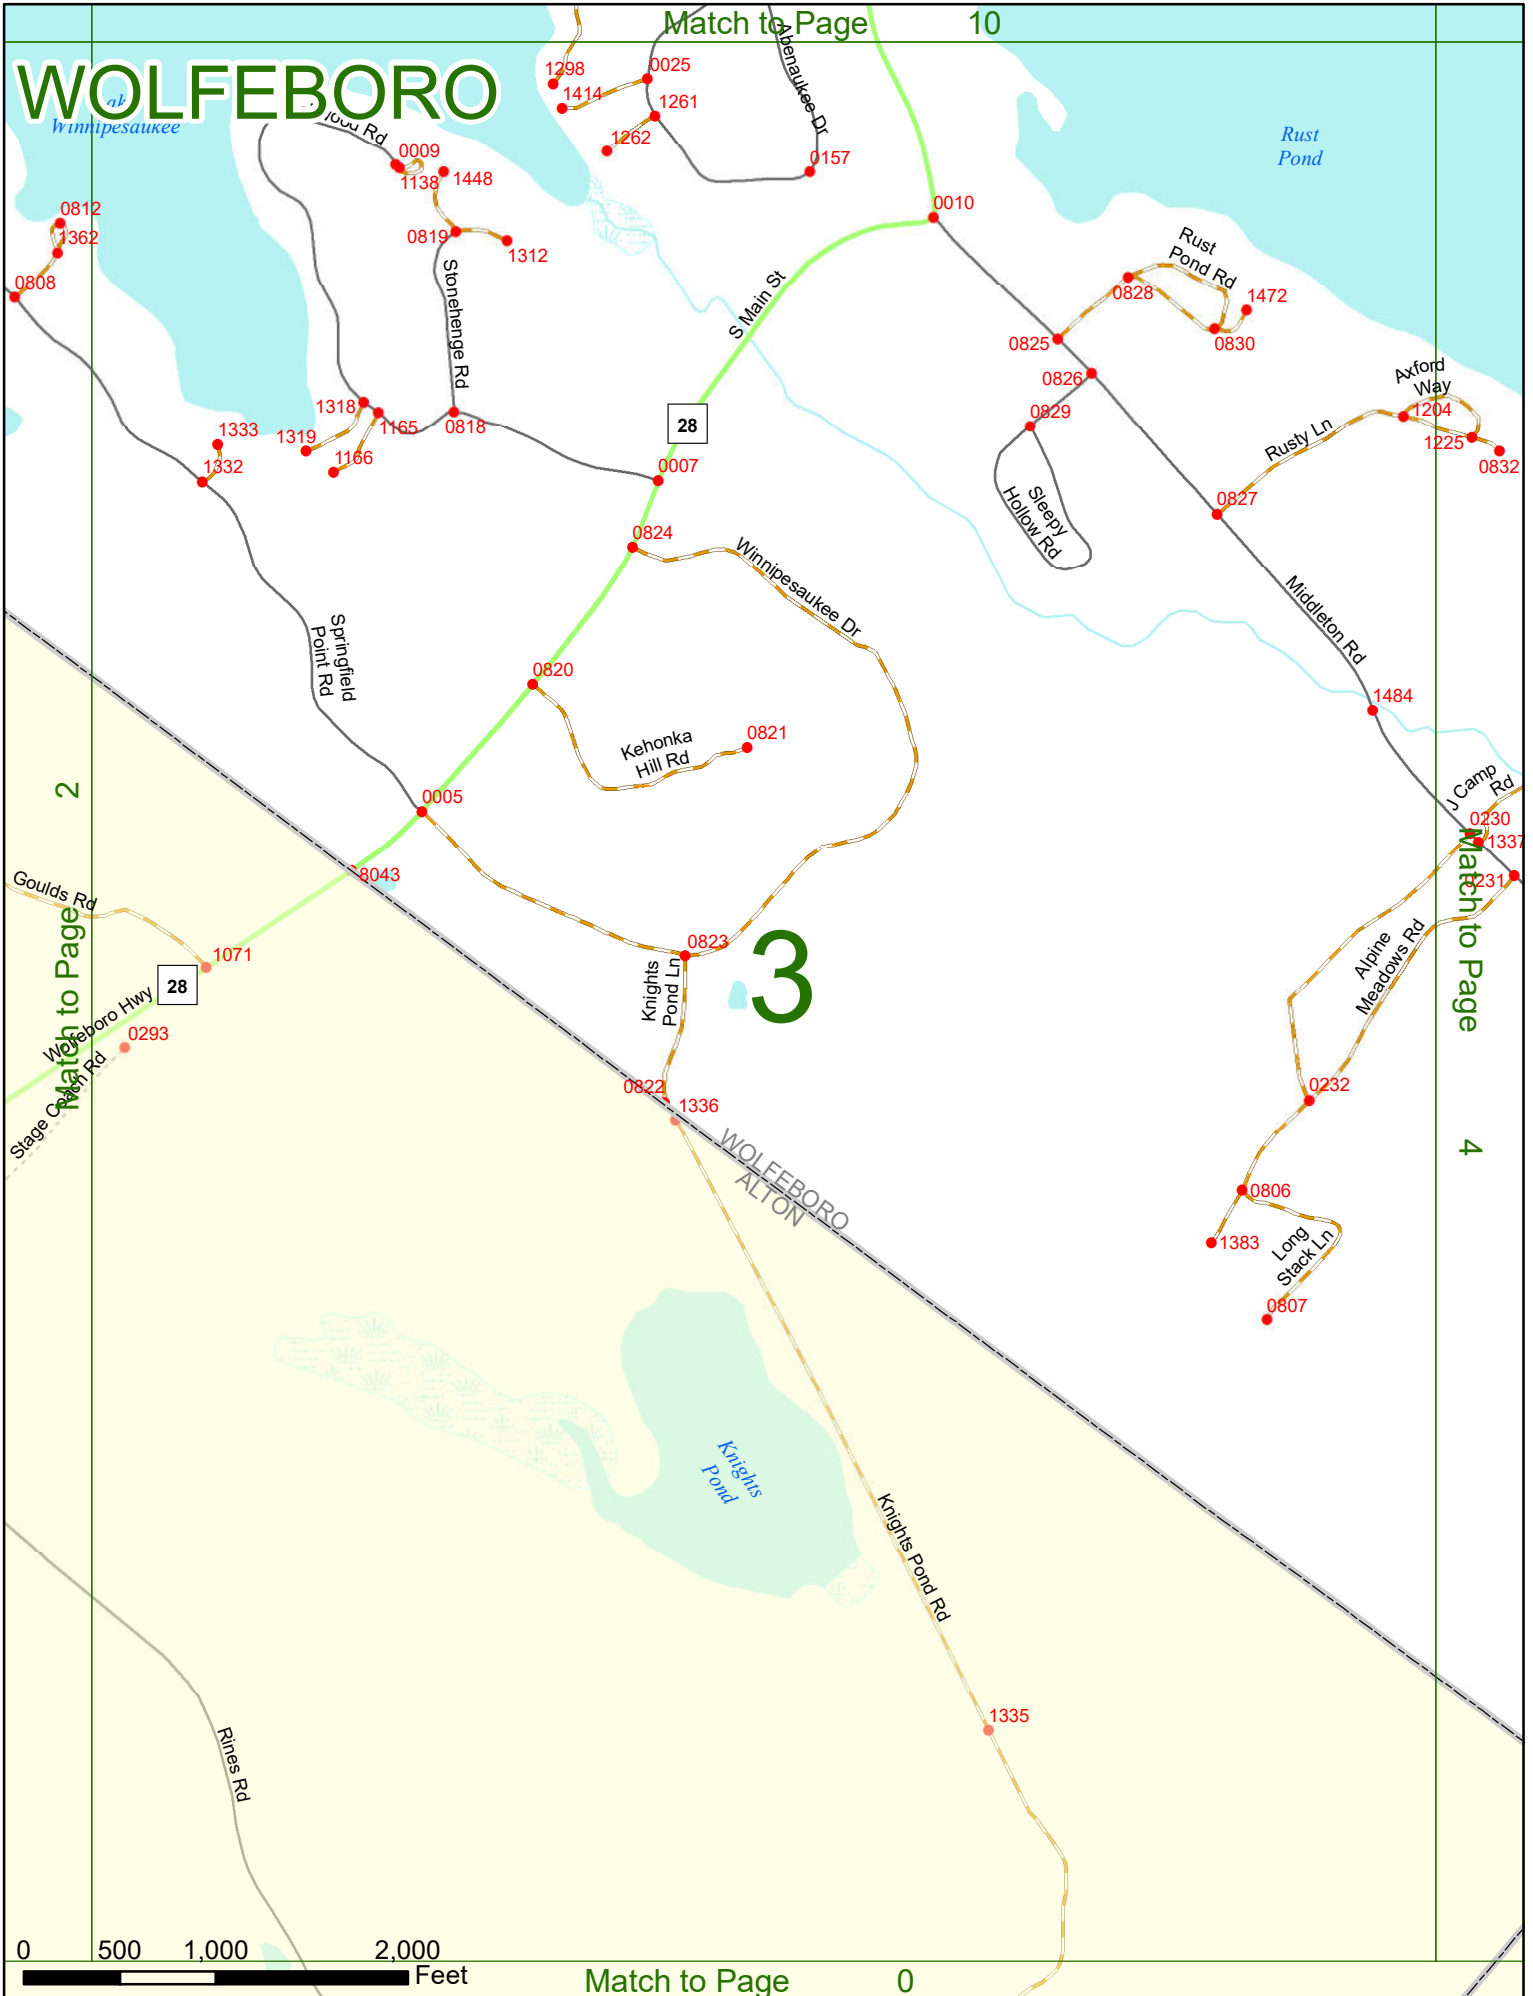 Match to Page 10
WOLFEBORO
Winnipesaukee
Rd
Abenaukee Dr
Rust
Pond
1298
0025
1414
1261
1262
0157
0009
1138
1448
0010
0812
1362
0819
1312
0808
Stonehenge Rd
S Main St
Rust
Pond Rd
0828
1472
0825
0830
0826
Axford
Way
1318
1165
0818
28
0829
1204
1333
1319
1166
Rusty Ln
1225
0832
1332
0007
Sleepy
Hollow Rd
0827
0824
Winnipesaukee Dr
Springfield
Point Rd
Middleton Rd
0820
1484
0821
Kehonka
Hill Rd
2
Match to Page
0005
J Camp
Rd
0230
1337
8043
0231
Goulds Rd
Match to Page
4
1071
28
0823
3
Alpine
Meadows Rd
Knights
Pond Ln
Wolfeboro Hwy
0293
Stage Coach Rd
0822
1336
0232
WOLFEBORO
ALTON
0806
1383
Long
Stack Ln
0807
Knights
Pond
Knights Pond Rd
1335
Rines Rd
0 500 1,000 2,000
Feet
Match to Page 0